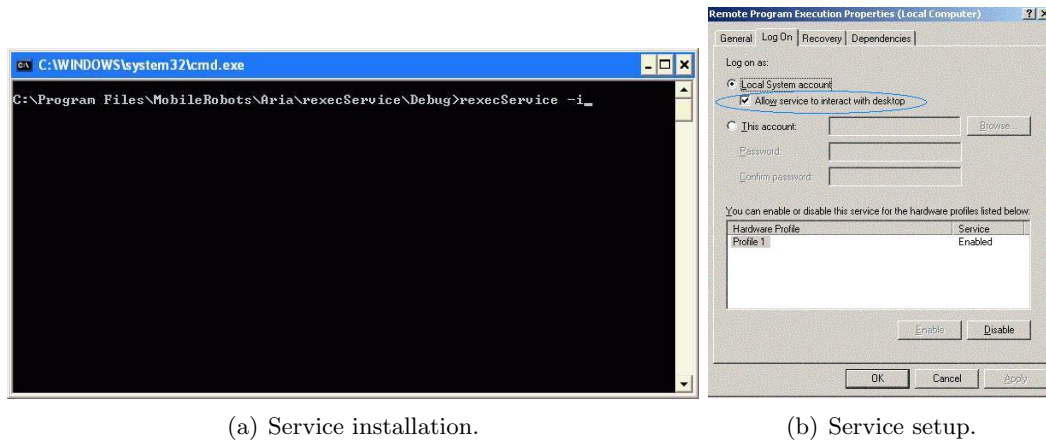 C:\WINDOWS\system32\cmd.exe
C:\Program Files\MobileRobots\Aria\rexecService\Debug>rexecService -i_
(a) Service installation.
Remote Program Execution Properties (Local Computer)
General Log On Recovery Dependencies
Log on as:
Local System account
Allow service to interact with desktop
This account:
Browse...
Password:
Confirm password:
You can enable or disable this service for the hardware profiles listed below:
Hardware Profile Service
Profile 1 Enabled
Enable Disable
OK Cancel Apply
(b) Service setup.